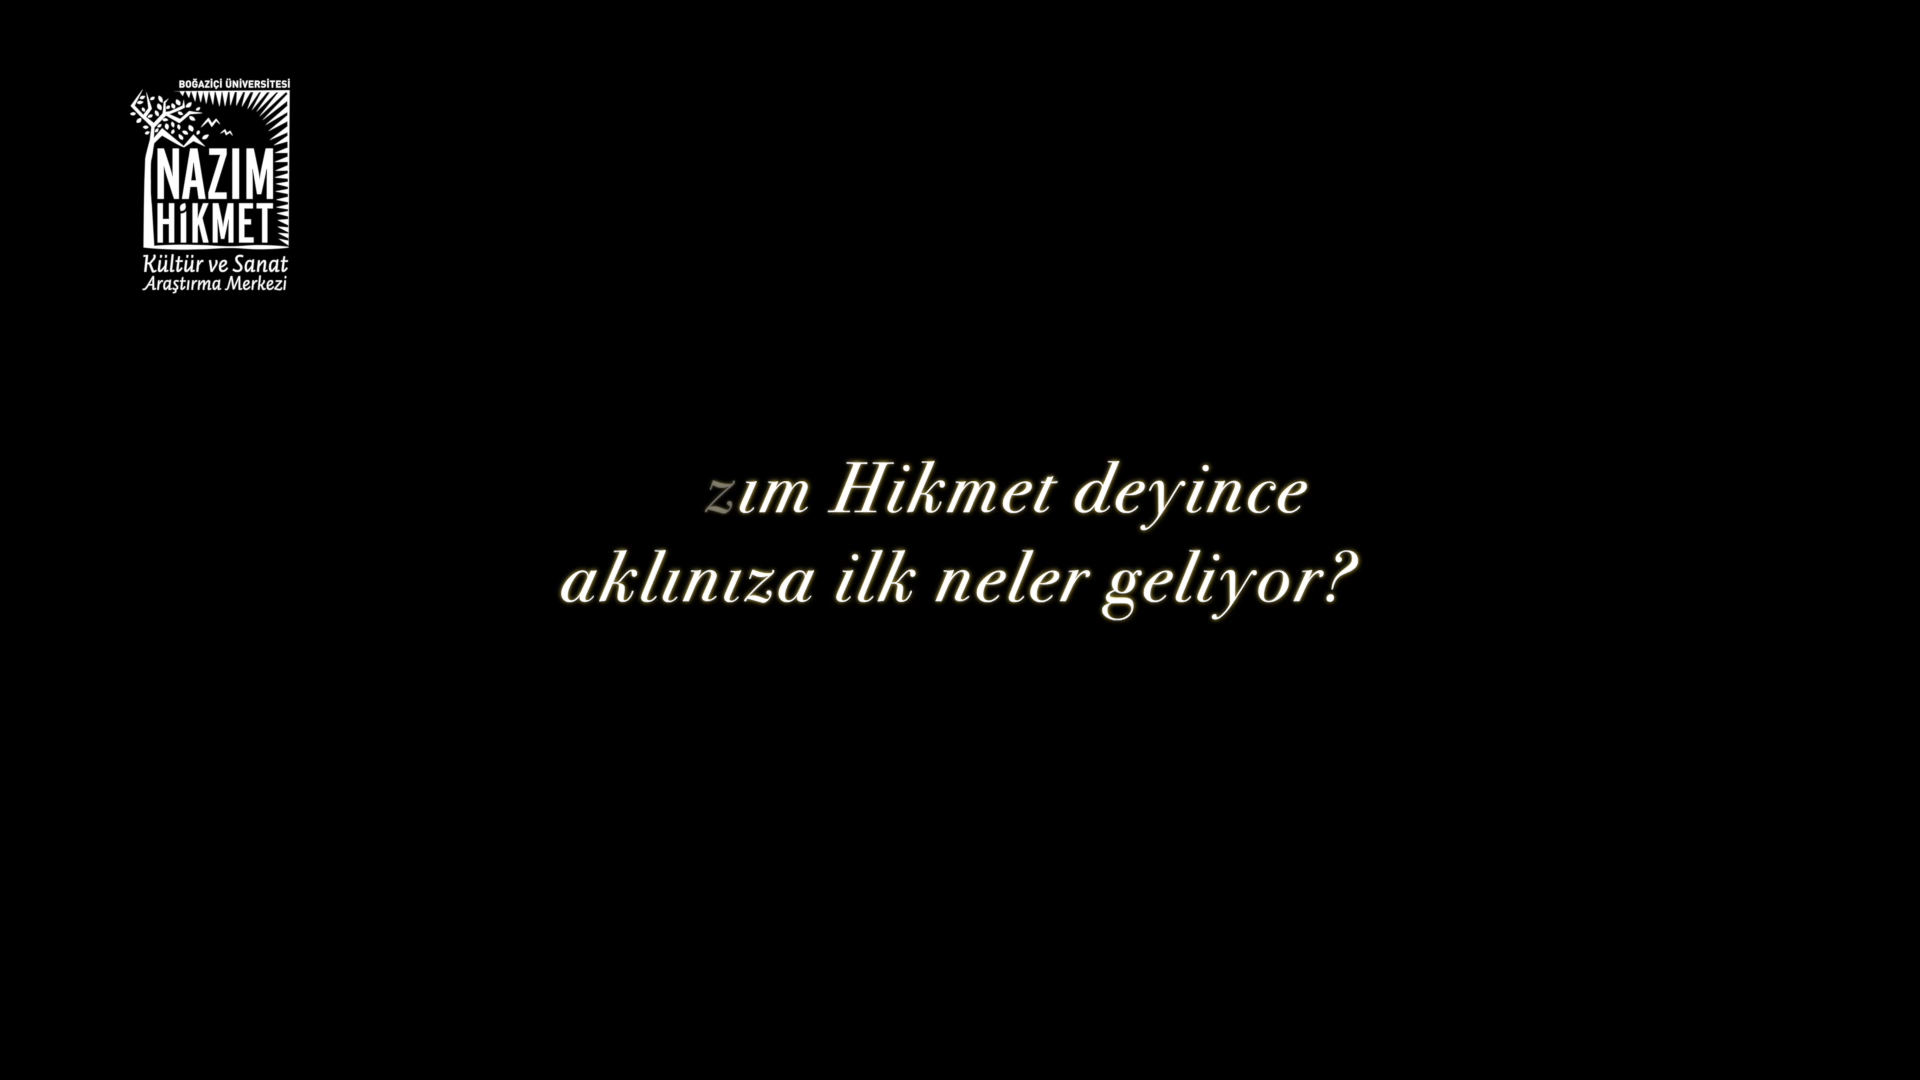 BOĞAZİÇİ ÜNİVERSİTESİ
NÂZIM
HİKMET
Kültür ve Sanat
Araştırma Merkezi
zım Hikmet deyince
aklınıza ilk neler geliyor?